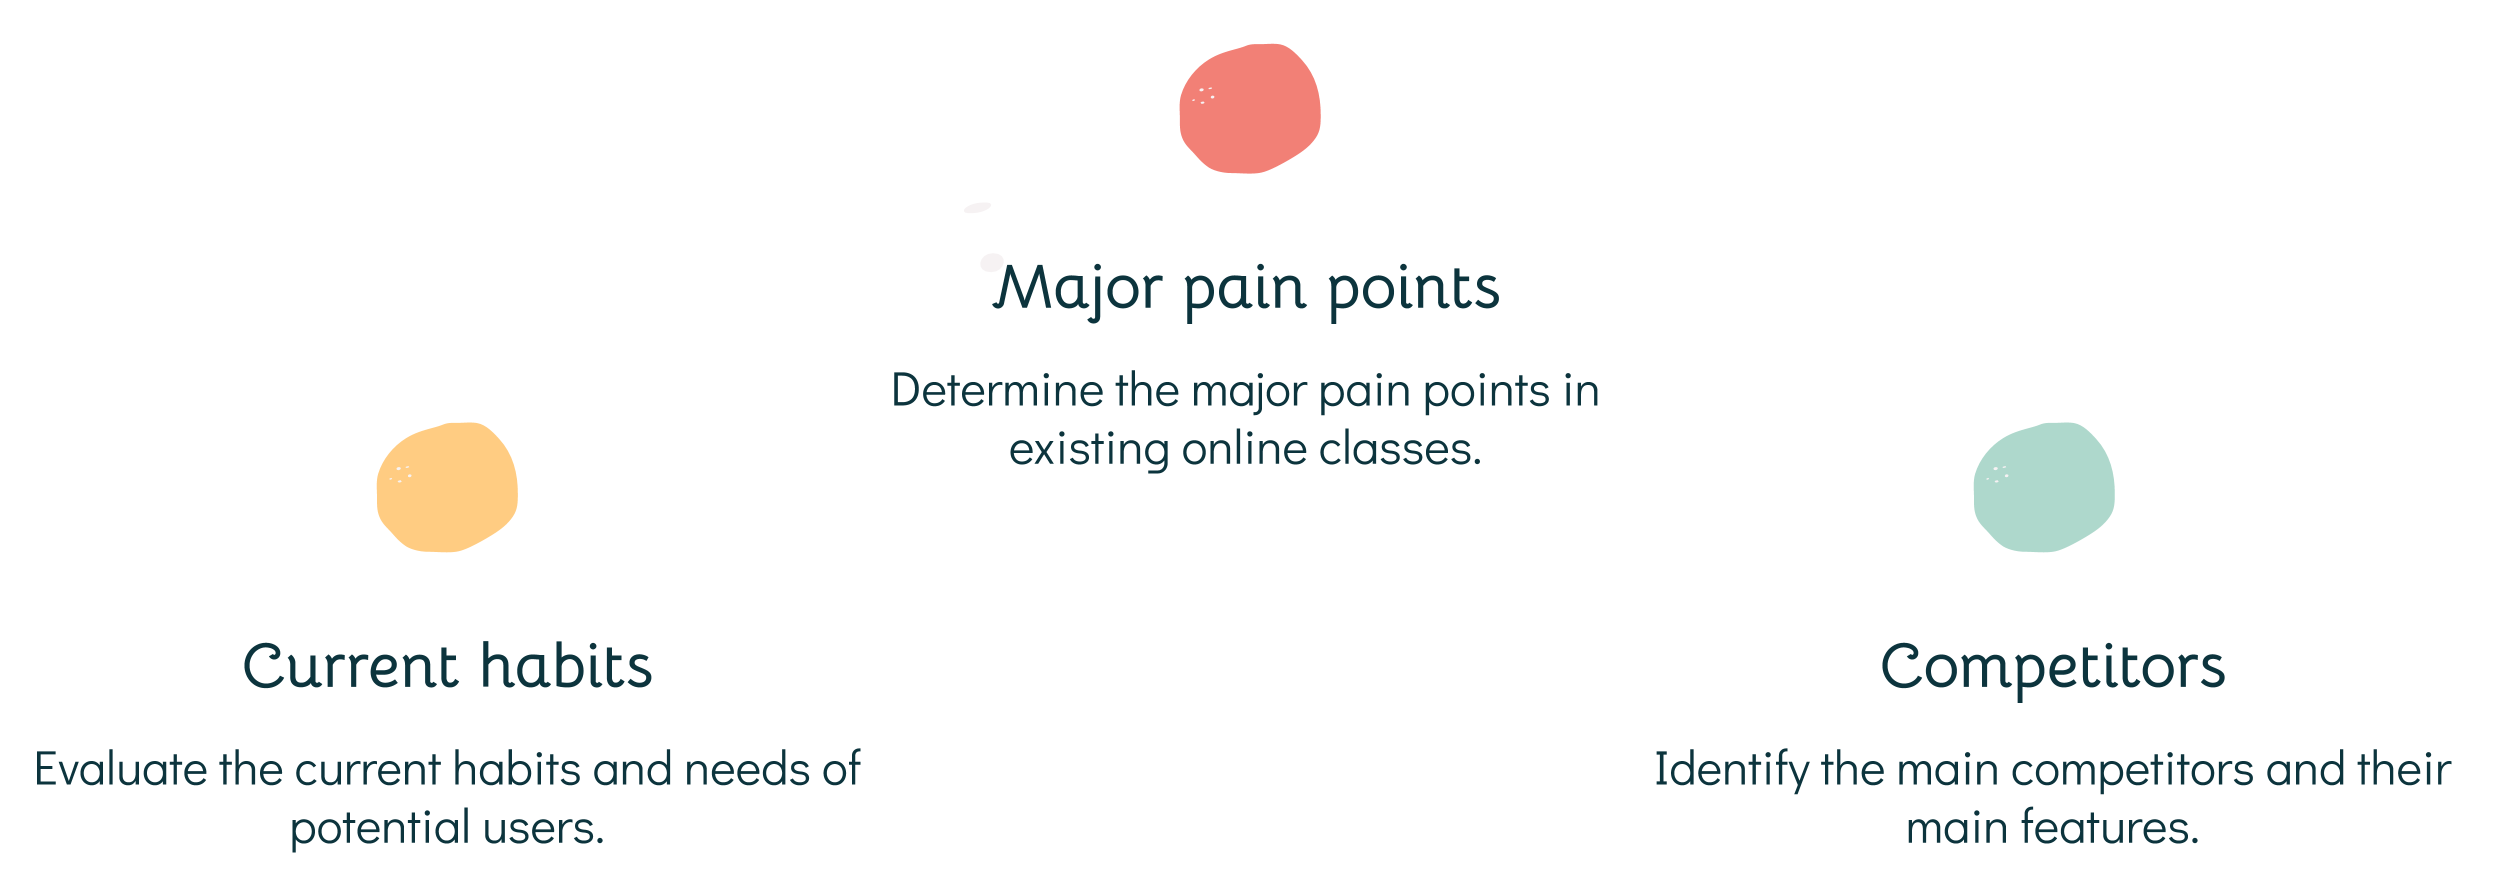 Major pain points
Determine the major pain points in
existing online classes.
Current habits
Evaluate the current habits and needs of
potential users.
Competitors
Identify the main competitors and their
main features.